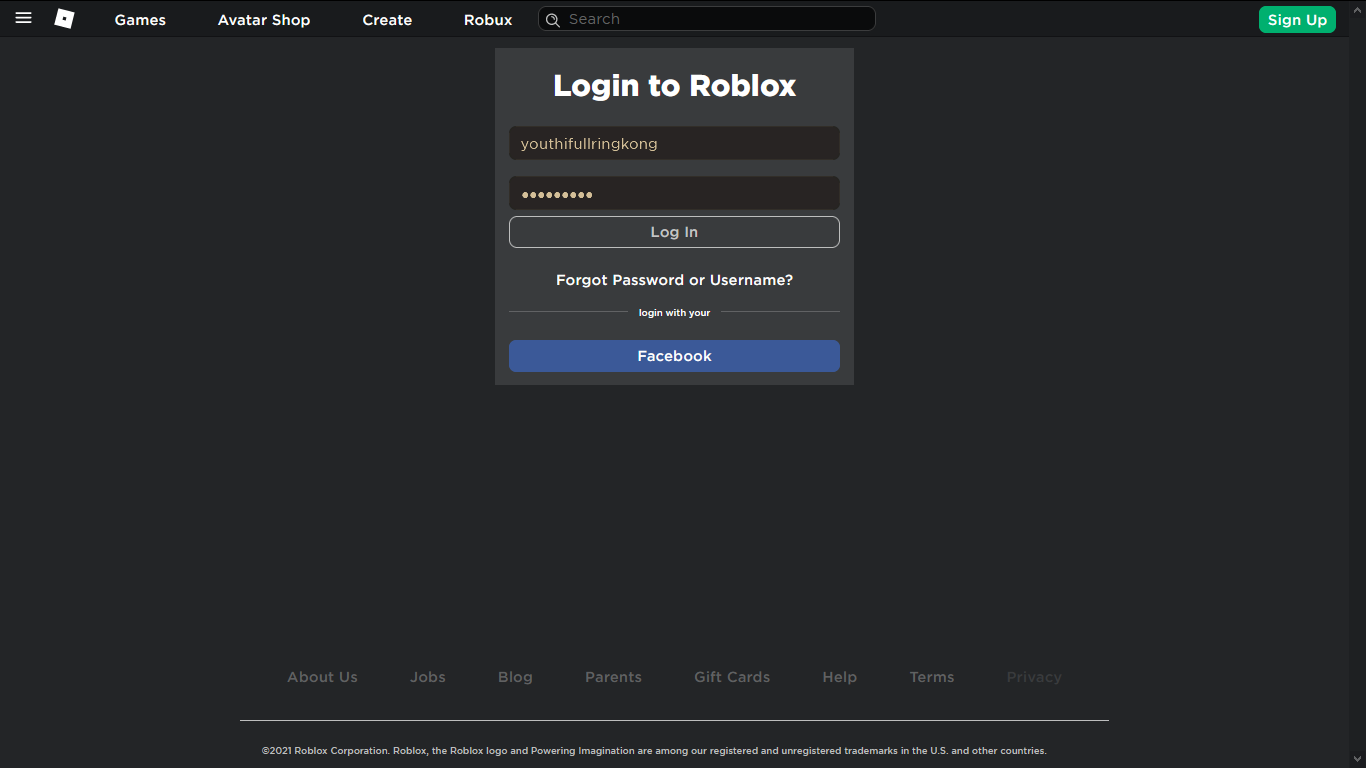 Games Avatar Shop Create Robux Search Sign Up
Login to Roblox
youthifullringkong
•••••••••
Log In
Forgot Password or Username?
login with your
Facebook
About Us Jobs Blog Parents Gift Cards Help Terms Privacy
©2021 Roblox Corporation. Roblox, the Roblox logo and Powering Imagination are among our registered and unregistered trademarks in the U.S. and other countries.